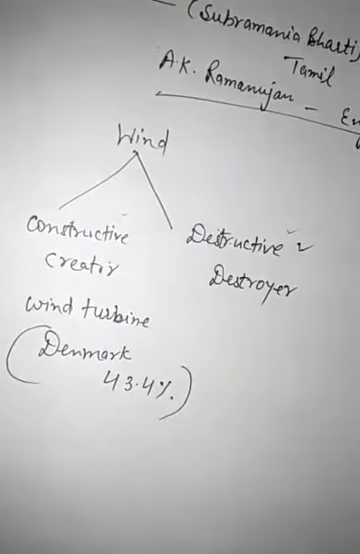 — (Subramania Bharti)
Tamil
A.K. Ramanujan — En
Wind
Constructive
Creatir
Destructive
Destroyer
Wind turbine
(Denmark
43.4%.)